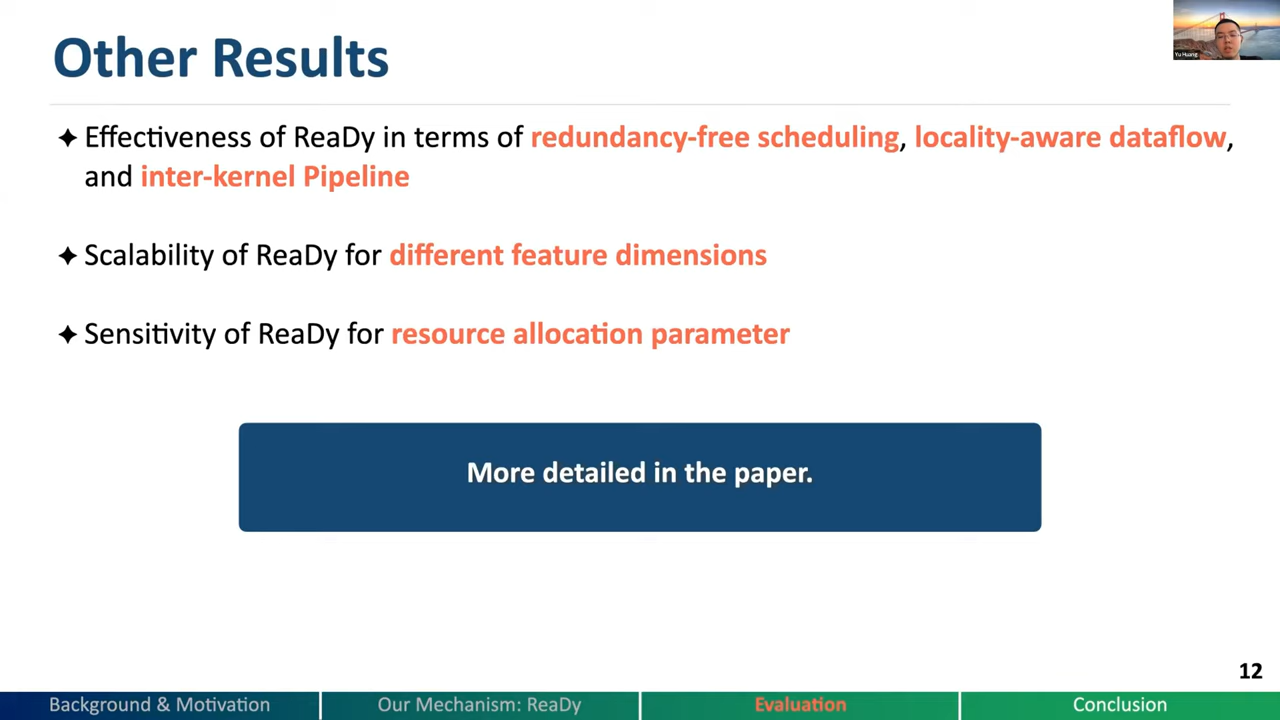 Other Results
Yu Huang
✦ Effectiveness of ReaDy in terms of redundancy-free scheduling, locality-aware dataflow,
and inter-kernel Pipeline
✦ Scalability of ReaDy for different feature dimensions
✦ Sensitivity of ReaDy for resource allocation parameter
More detailed in the paper.
12
Background & Motivation
Our Mechanism: ReaDy
Evaluation
Conclusion